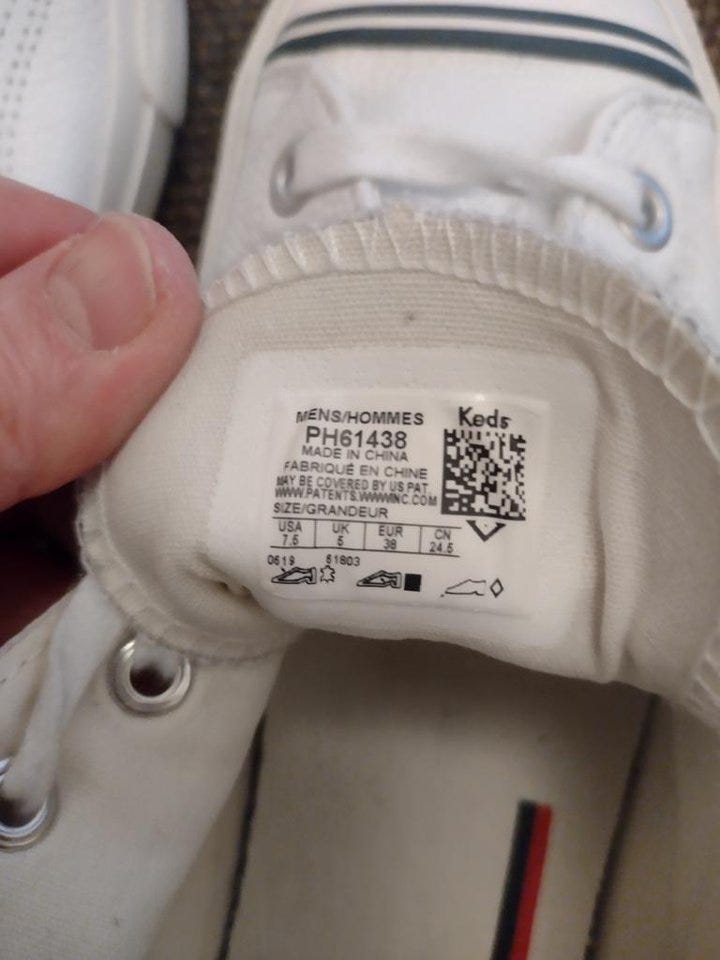 MENS/HOMMES
Keds
PH61438
MADE IN CHINA
FABRIQUÉ EN CHINE
MAY BE COVERED BY US PAT.
WWW.PATENTS.WWWINC.COM
SIZE/GRANDEUR
USA UK EUR CN
7.5 5 38 24.5
0619 61803